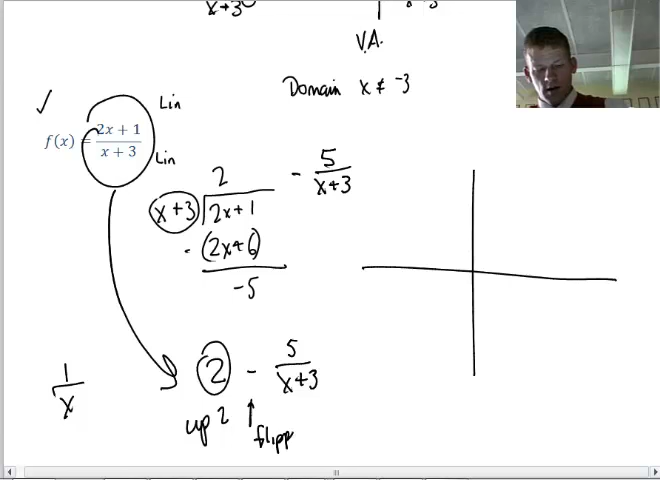 x+3
V.A.
Domain x ≠ -3
✓
Lin
f(x) = 2x + 1 / x + 3
Lin
2 - 5/x+3
x+3 2x+1
- (2x+6)
-5
1/x
2 - 5/x+3
up 2
flipp